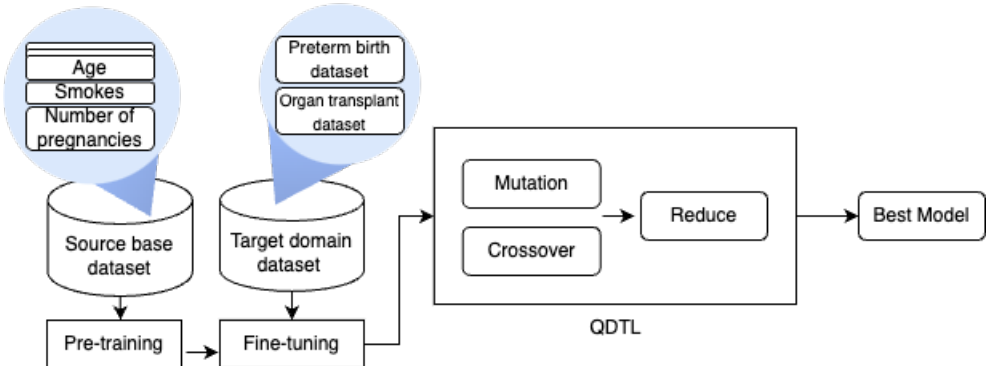 Age
Smokes
Number of
pregnancies
Preterm birth
dataset
Organ transplant
dataset
Source base
dataset
Target domain
dataset
Pre-training
Fine-tuning
Mutation
Crossover
Reduce
QDTL
Best Model